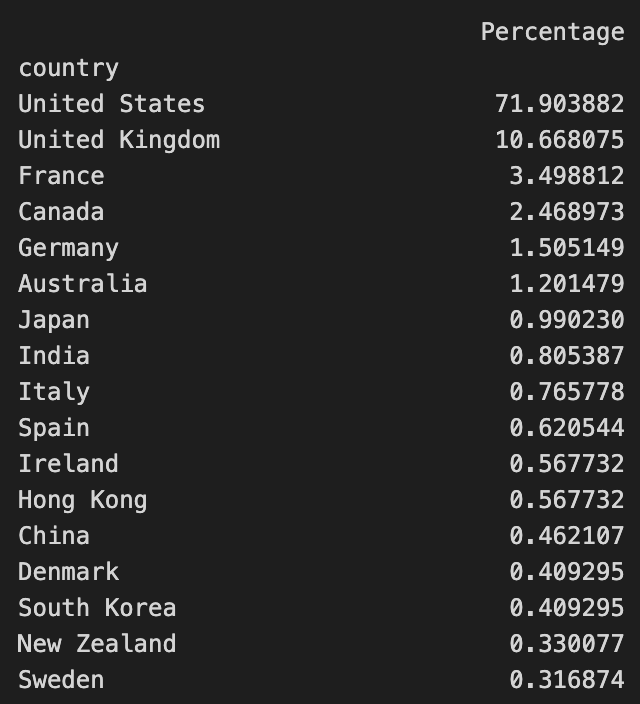 Percentage
country
United States 71.903882
United Kingdom 10.668075
France 3.498812
Canada 2.468973
Germany 1.505149
Australia 1.201479
Japan 0.990230
India 0.805387
Italy 0.765778
Spain 0.620544
Ireland 0.567732
Hong Kong 0.567732
China 0.462107
Denmark 0.409295
South Korea 0.409295
New Zealand 0.330077
Sweden 0.316874